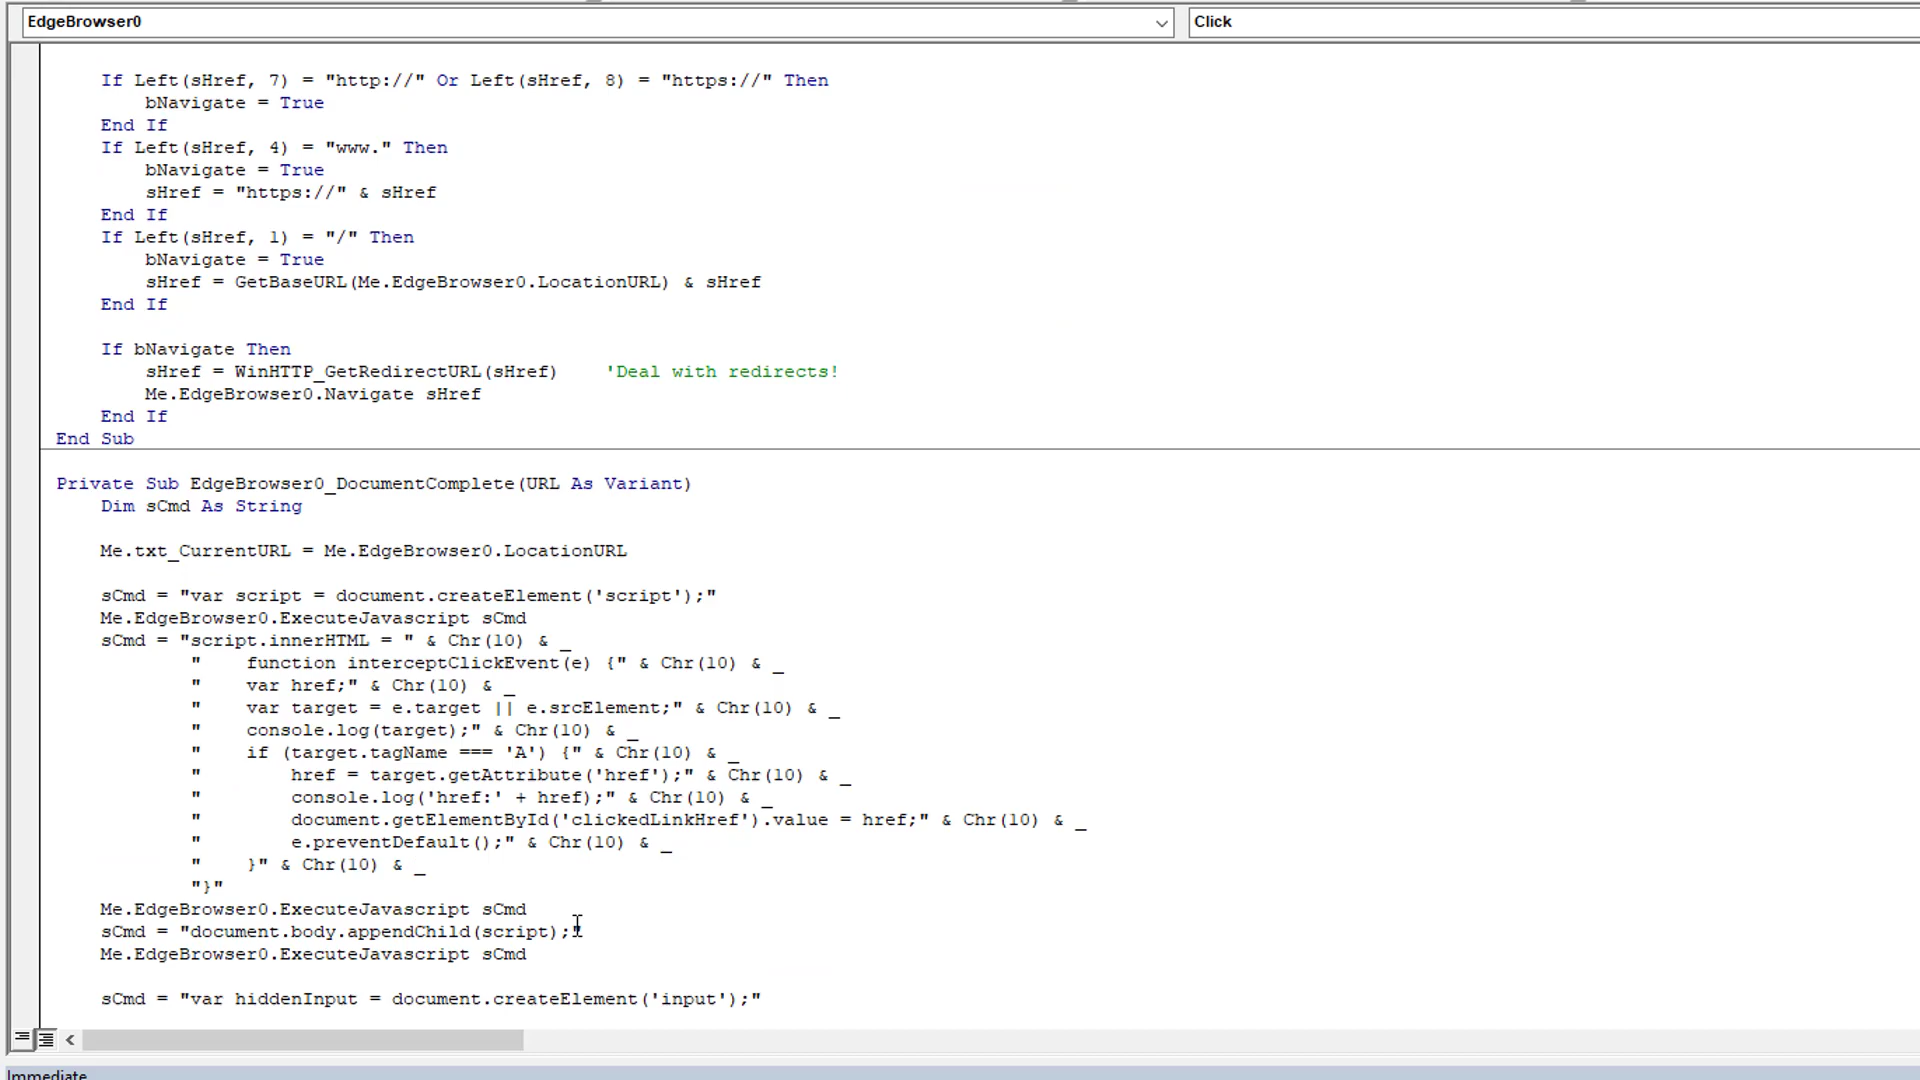 EdgeBrowser0
Click
If Left(sHref, 7) = "http://" Or Left(sHref, 8) = "https://" Then
bNavigate = True
End If
If Left(sHref, 4) = "www." Then
bNavigate = True
sHref = "https://" & sHref
End If
If Left(sHref, 1) = "/" Then
bNavigate = True
sHref = GetBaseURL(Me.EdgeBrowser0.LocationURL) & sHref
End If
If bNavigate Then
sHref = WinHTTP_GetRedirectURL(sHref)    'Deal with redirects!
Me.EdgeBrowser0.Navigate sHref
End If
End Sub
Private Sub EdgeBrowser0_DocumentComplete(URL As Variant)
Dim sCmd As String
Me.txt_CurrentURL = Me.EdgeBrowser0.LocationURL
sCmd = "var script = document.createElement('script');"
Me.EdgeBrowser0.ExecuteJavascript sCmd
sCmd = "script.innerHTML = " & Chr(10) & _
"    function interceptClickEvent(e) {" & Chr(10) & _
"    var href;" & Chr(10) & _
"    var target = e.target || e.srcElement;" & Chr(10) & _
"    console.log(target);" & Chr(10) & _
"    if (target.tagName === 'A') {" & Chr(10) & _
"        href = target.getAttribute('href');" & Chr(10) & _
"        console.log('href:' + href);" & Chr(10) & _
"        document.getElementById('clickedLinkHref').value = href;" & Chr(10) & _
"        e.preventDefault();" & Chr(10) & _
"    }" & Chr(10) & _
"}"
Me.EdgeBrowser0.ExecuteJavascript sCmd
sCmd = "document.body.appendChild(script);"
Me.EdgeBrowser0.ExecuteJavascript sCmd
sCmd = "var hiddenInput = document.createElement('input');"
Immediate